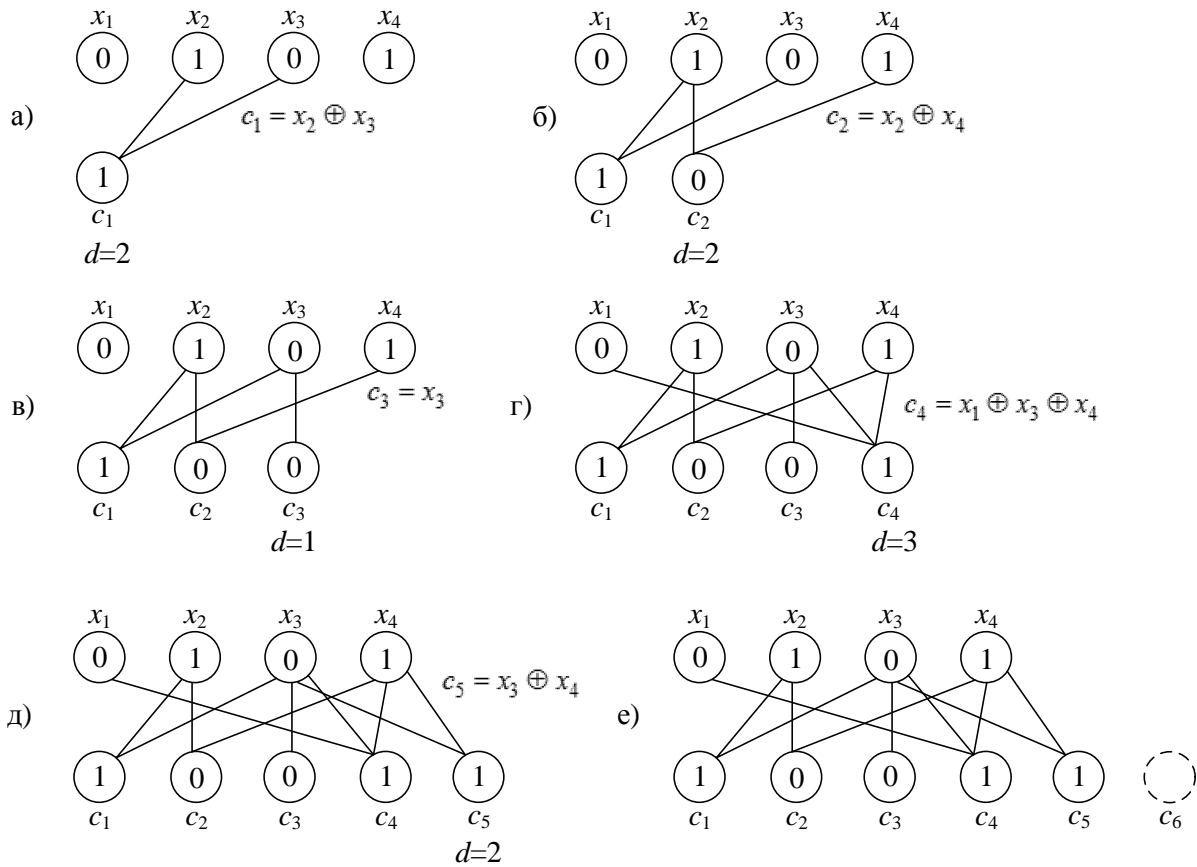 x₁ x₂ x₃ x₄
0 1 0 1
а) c₁ = x₂ ⊕ x₃
1
c₁
d=2
x₁ x₂ x₃ x₄
0 1 0 1
б) c₂ = x₂ ⊕ x₄
1 0
c₁ c₂
d=2
x₁ x₂ x₃ x₄
0 1 0 1
в) c₃ = x₃
1 0 0
c₁ c₂ c₃
d=1
x₁ x₂ x₃ x₄
0 1 0 1
г) c₄ = x₁ ⊕ x₃ ⊕ x₄
1 0 0 1
c₁ c₂ c₃ c₄
d=3
x₁ x₂ x₃ x₄
0 1 0 1
д) c₅ = x₃ ⊕ x₄
1 0 0 1 1
c₁ c₂ c₃ c₄ c₅
d=2
x₁ x₂ x₃ x₄
0 1 0 1
е)
1 0 0 1 1
c₁ c₂ c₃ c₄ c₅ c₆